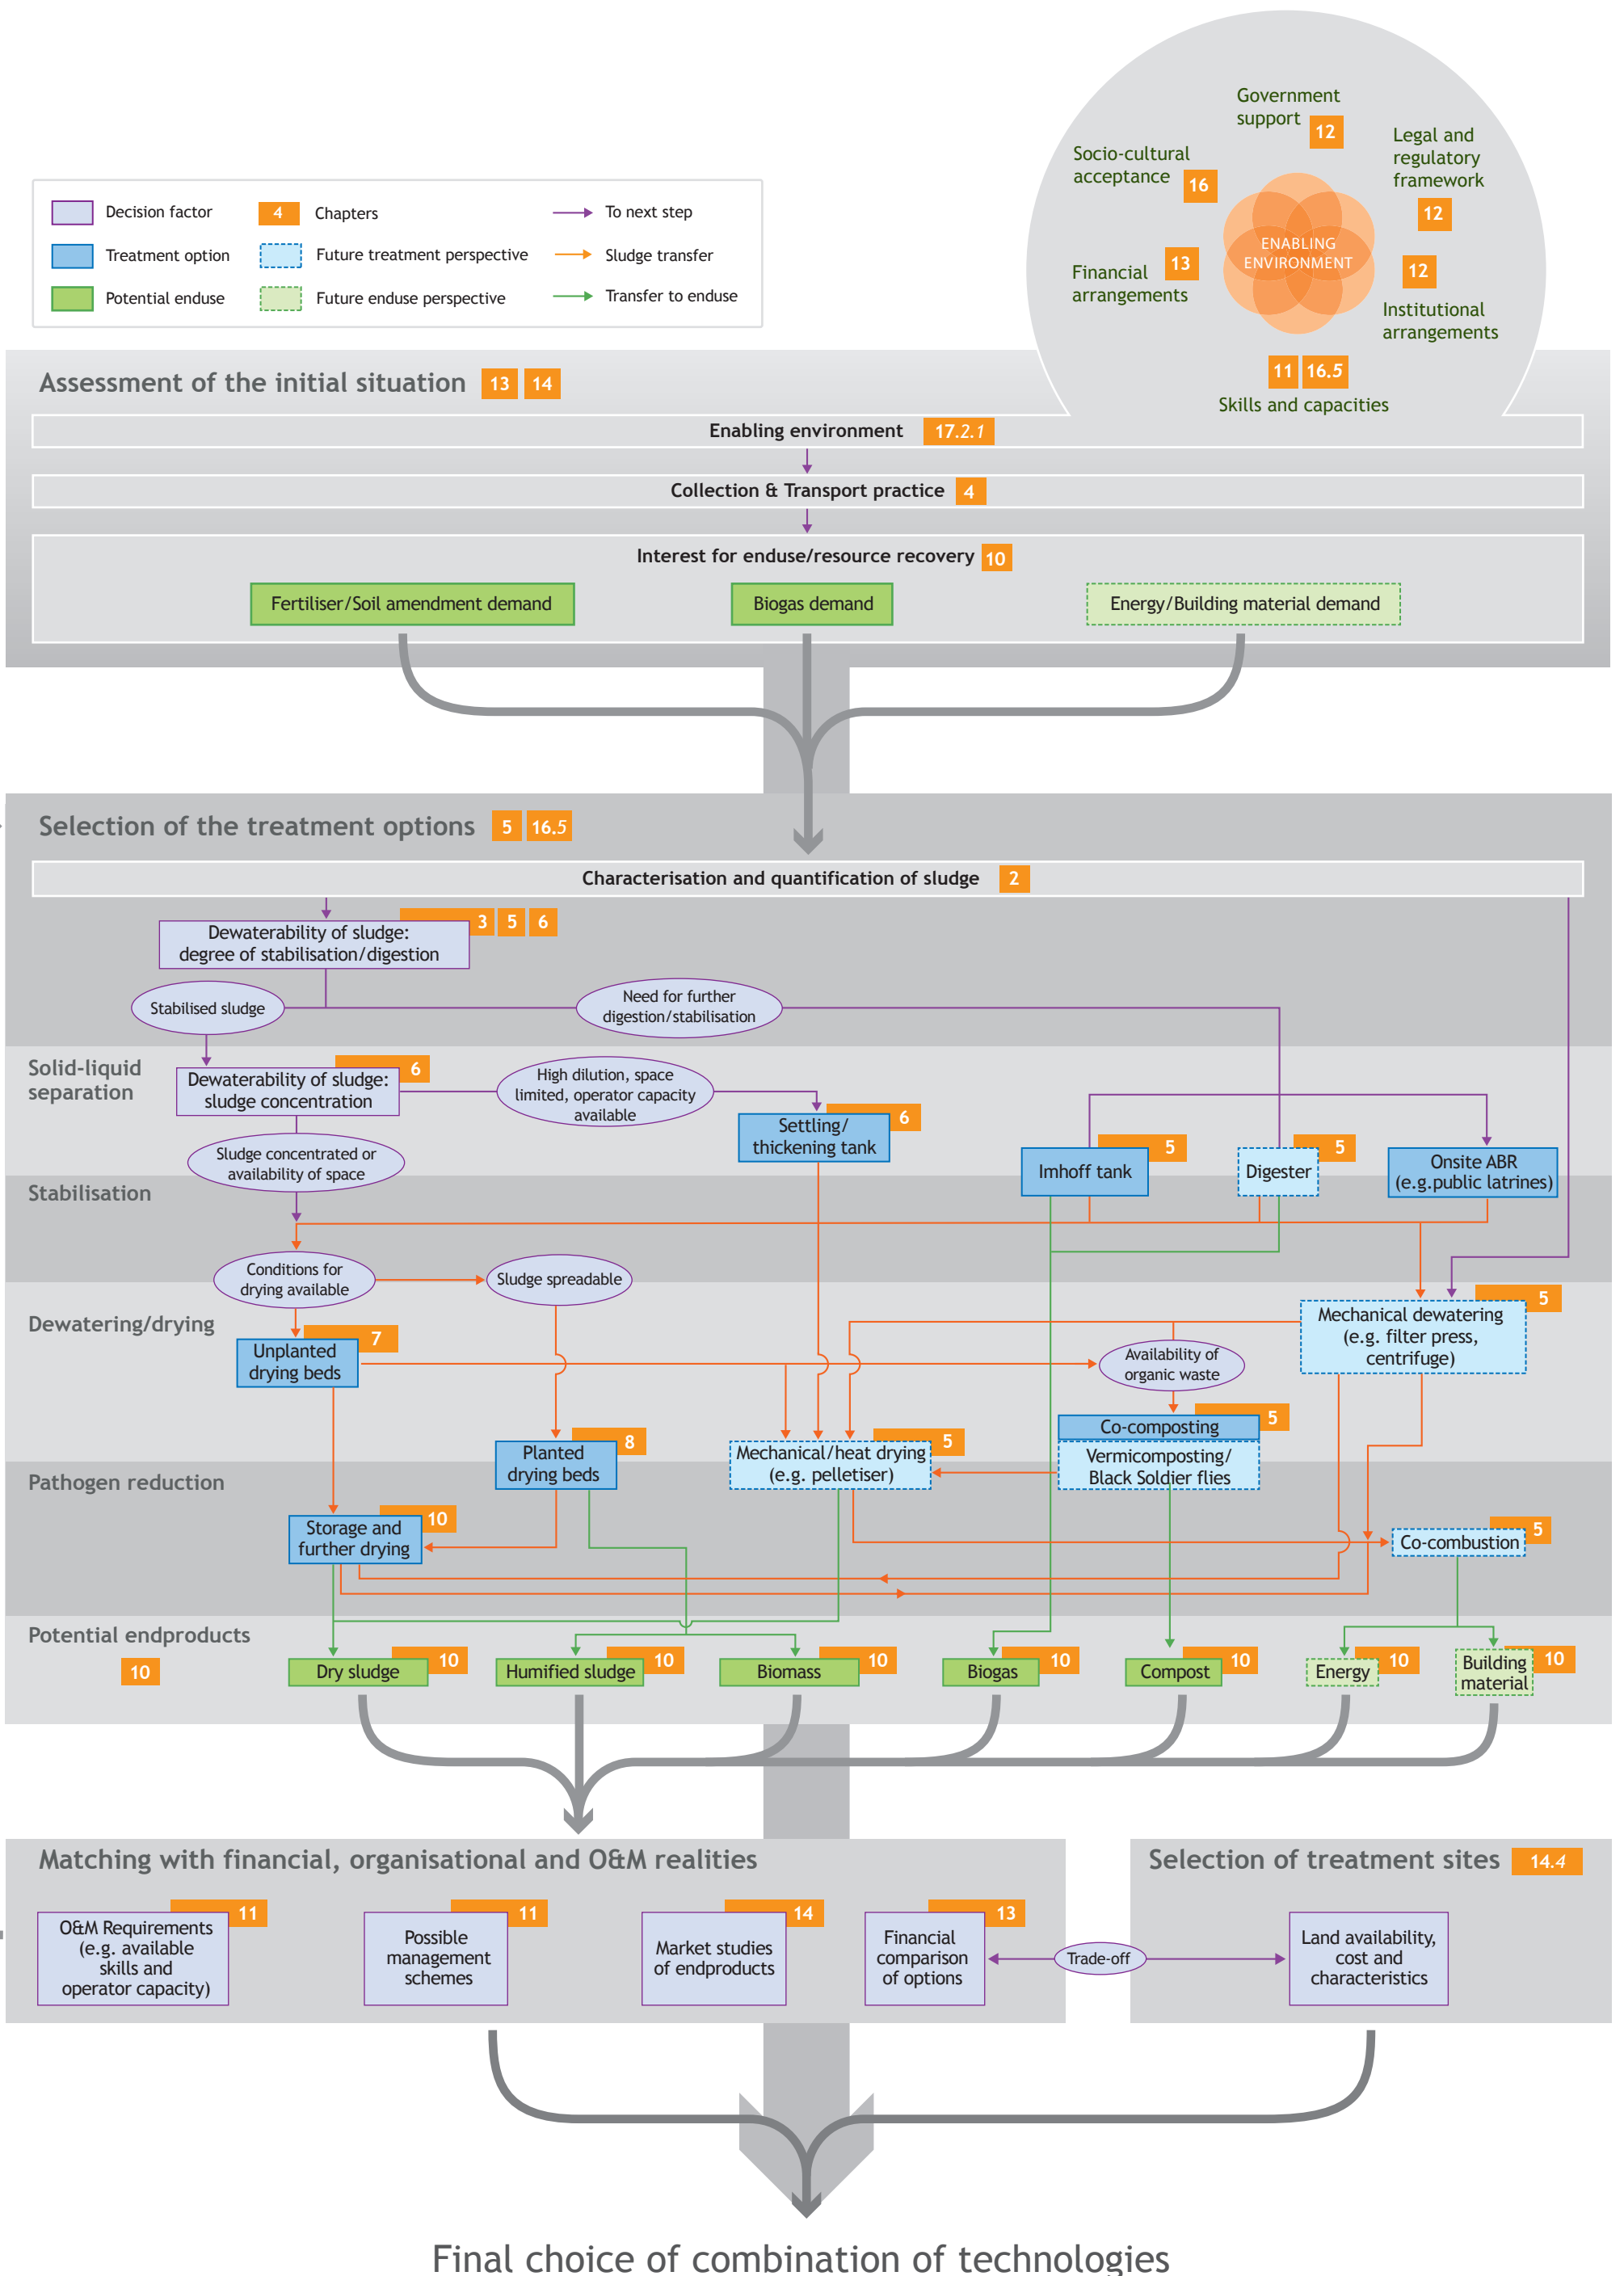 Government
support
12
Legal and
regulatory
framework
12
Socio-cultural
acceptance
16
ENABLING
ENVIRONMENT
Financial
arrangements
13
12
Institutional
arrangements
11 16.5
Skills and capacities
Decision factor
4 Chapters
To next step
Treatment option
Future treatment perspective
Sludge transfer
Potential enduse
Future enduse perspective
Transfer to enduse
Assessment of the initial situation 13 14
Enabling environment 17.2.1
Collection & Transport practice 4
Interest for enduse/resource recovery 10
Fertiliser/Soil amendment demand
Biogas demand
Energy/Building material demand
Selection of the treatment options 5 16.5
Characterisation and quantification of sludge 2
3 5 6
Dewaterability of sludge:
degree of stabilisation/digestion
Stabilised sludge
Need for further
digestion/stabilisation
Solid-liquid
separation
6
Dewaterability of sludge:
sludge concentration
High dilution, space
limited, operator capacity
available
6
Settling/
thickening tank
Sludge concentrated or
availability of space
5
Imhoff tank
5
Digester
Onsite ABR
(e.g.public latrines)
Stabilisation
Conditions for
drying available
Sludge spreadable
Dewatering/drying
5
Mechanical dewatering
(e.g. filter press,
centrifuge)
7
Unplanted
drying beds
Availability of
organic waste
5
Co-composting
Vermicomposting/
Black Soldier flies
8
Planted
drying beds
5
Mechanical/heat drying
(e.g. pelletiser)
Pathogen reduction
10
Storage and
further drying
5
Co-combustion
Potential endproducts
10
Dry sludge 10
Humified sludge 10
Biomass 10
Biogas 10
Compost 10
Energy 10
Building
material 10
Matching with financial, organisational and O&M realities
11
O&M Requirements
(e.g. available
skills and
operator capacity)
11
Possible
management
schemes
14
Market studies
of endproducts
13
Financial
comparison
of options
Trade-off
Selection of treatment sites 14.4
Land availability,
cost and
characteristics
Final choice of combination of technologies